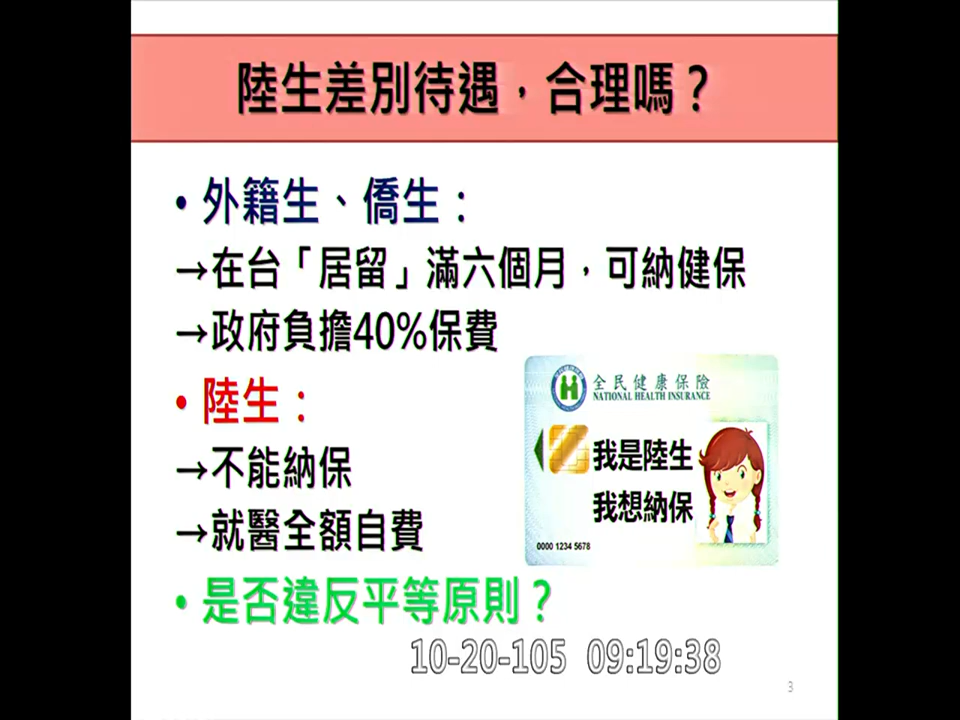 陸生差別待遇，合理嗎？
• 外籍生、僑生：
→在台「居留」滿六個月，可納健保
→政府負擔40%保費
• 陸生：
→不能納保
→就醫全額自費
全民健康保險
NATIONAL HEALTH INSURANCE
我是陸生
我想納保
0000 1234 5678
• 是否違反平等原則？
10-20-105 09:19:38
3